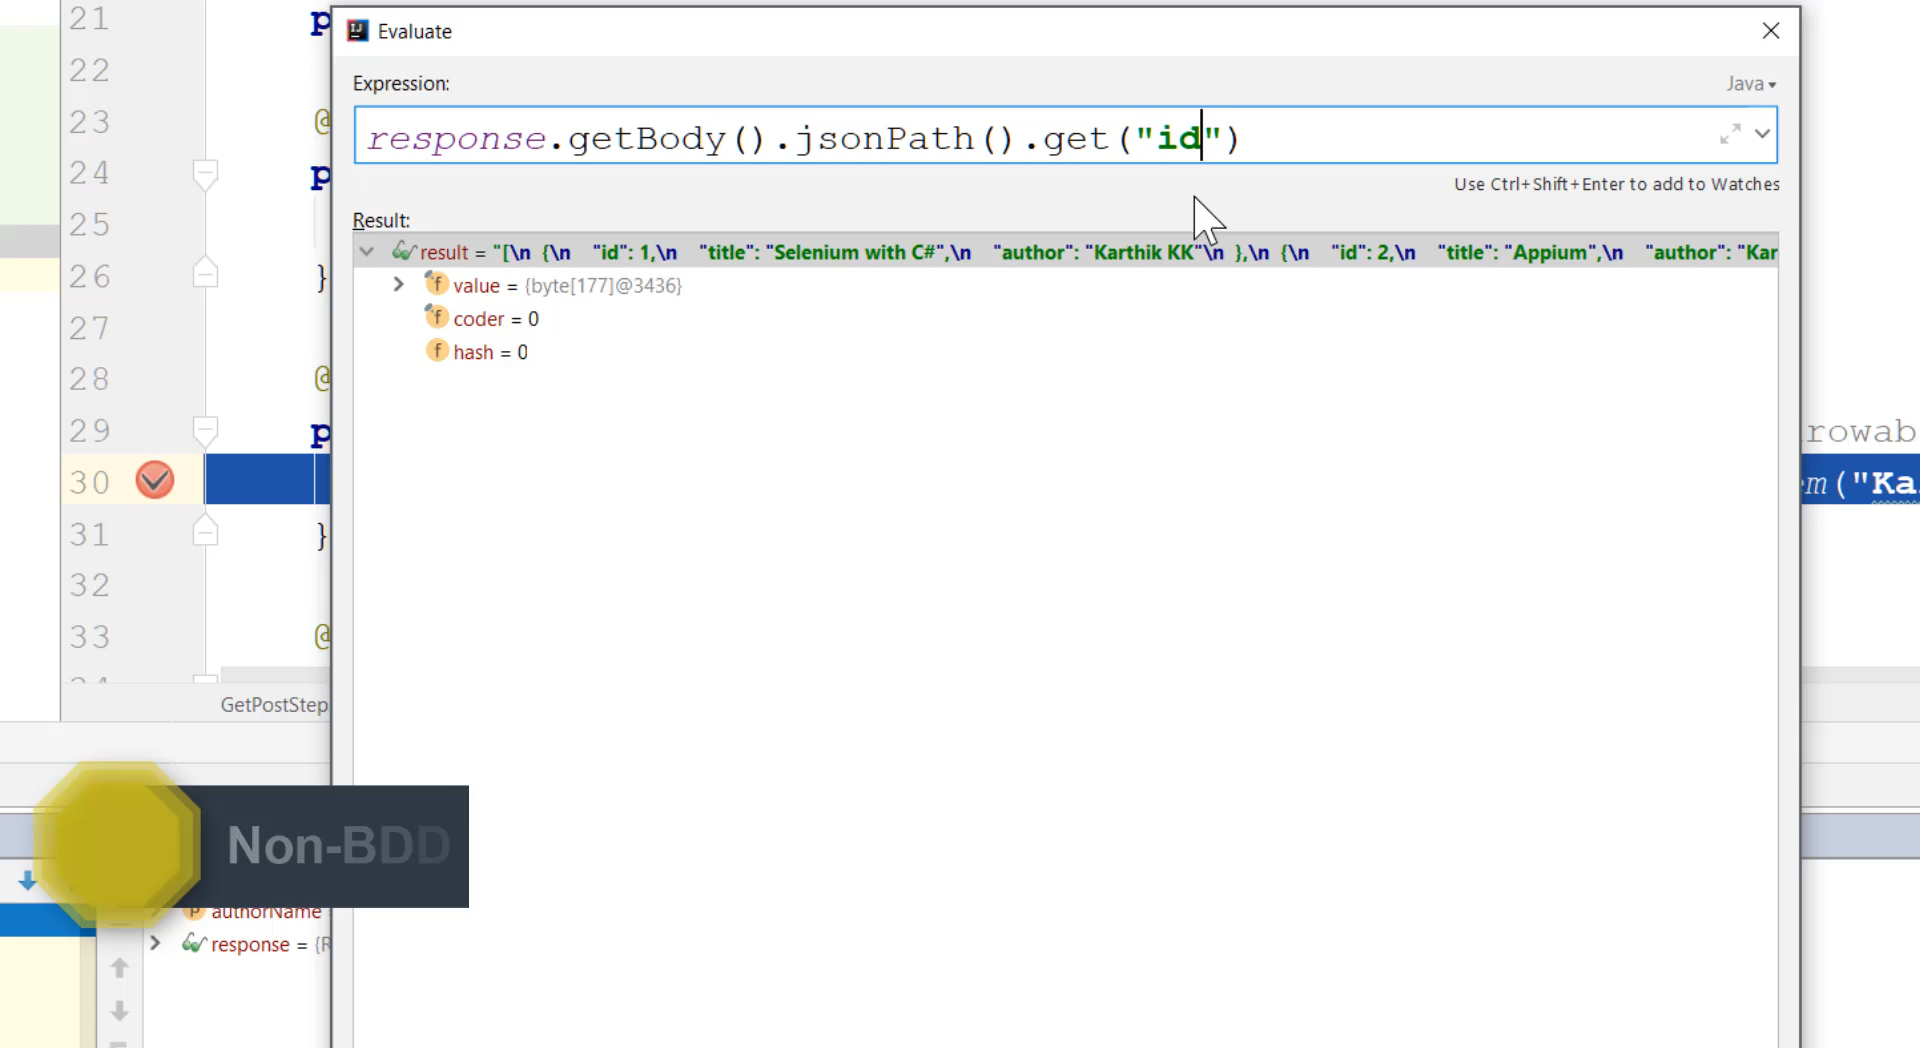 21
22
23 @
24 p
25
26 }
27
28 @
29 p
30
31 }
32
33 @
p
Evaluate
Expression:
Java
response.getBody().jsonPath().get("id")
Use Ctrl+Shift+Enter to add to Watches
Result:
result = "[\n {\n "id": 1,\n "title": "Selenium with C#",\n "author": "Karthik KK"\n },\n {\n "id": 2,\n "title": "Appium",\n "author": "Kar
value = {byte[177]@3436}
f coder = 0
f hash = 0
rowab
em("Ka
GetPostStep
Non-BDD
authorName
response = {R